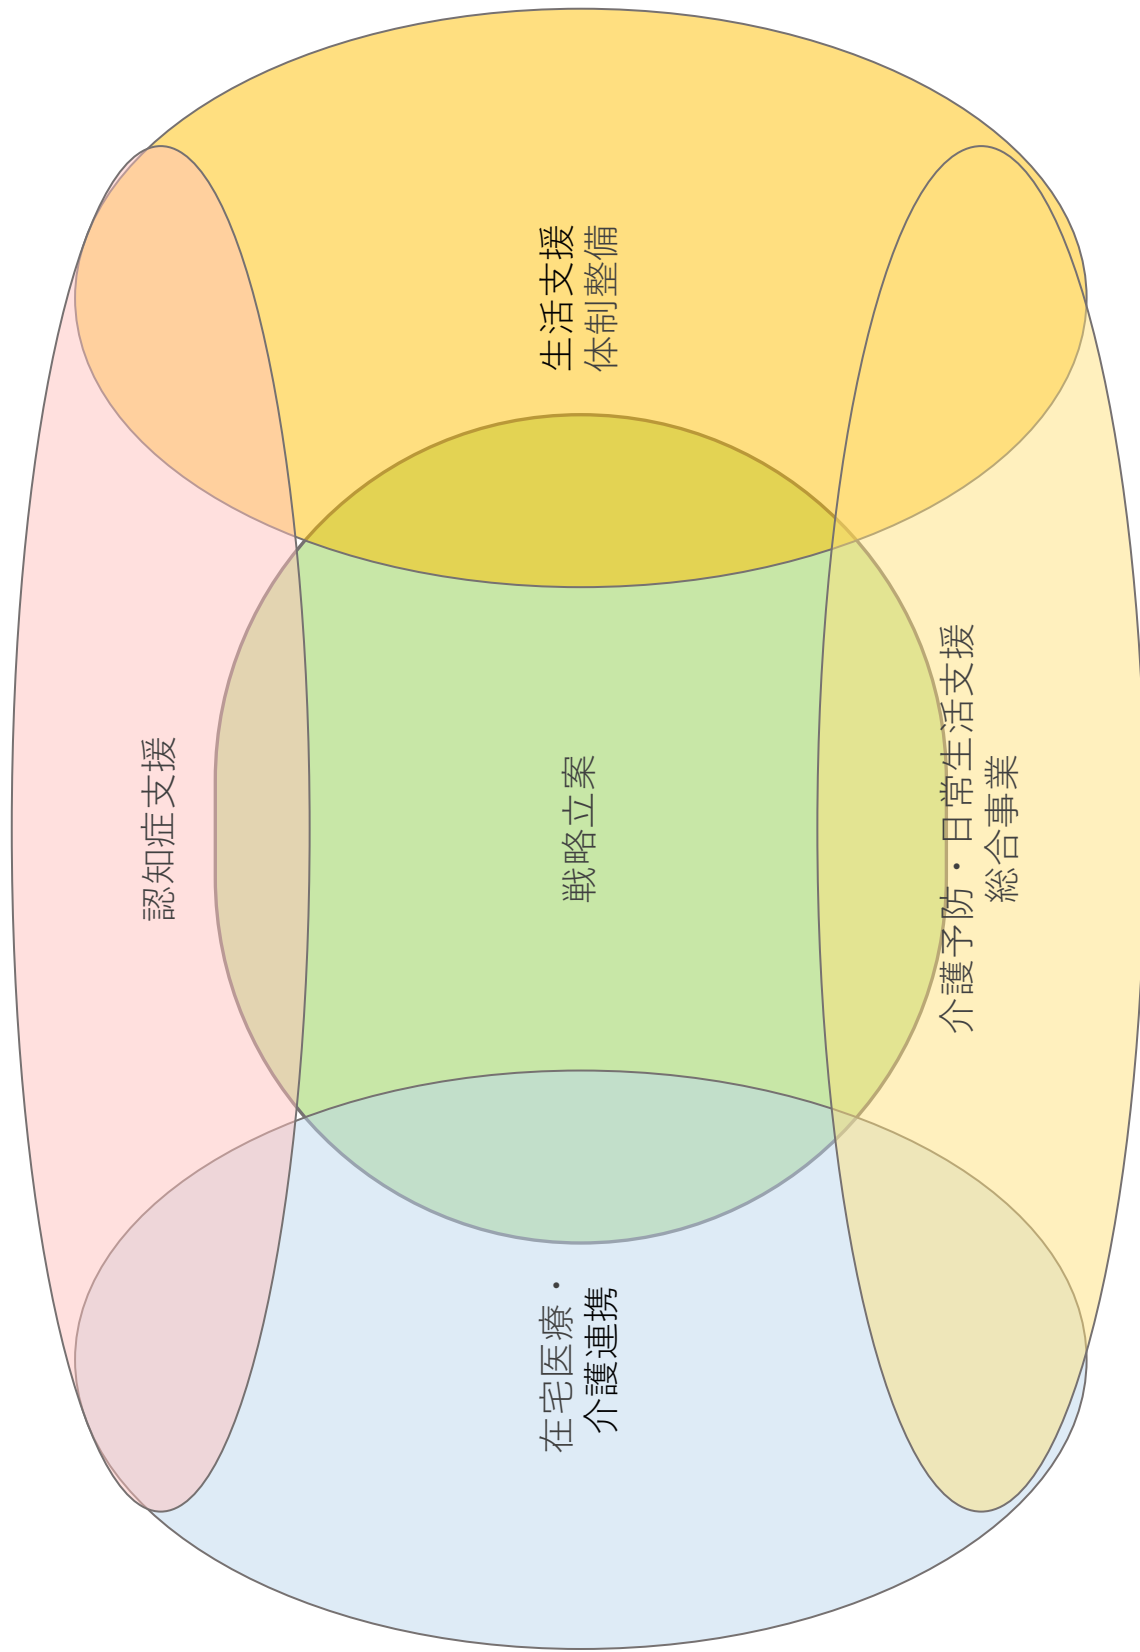 認知症支援
在宅医療・
介護連携
戦略立案
生活支援
体制整備
介護予防・日常生活支援
総合事業